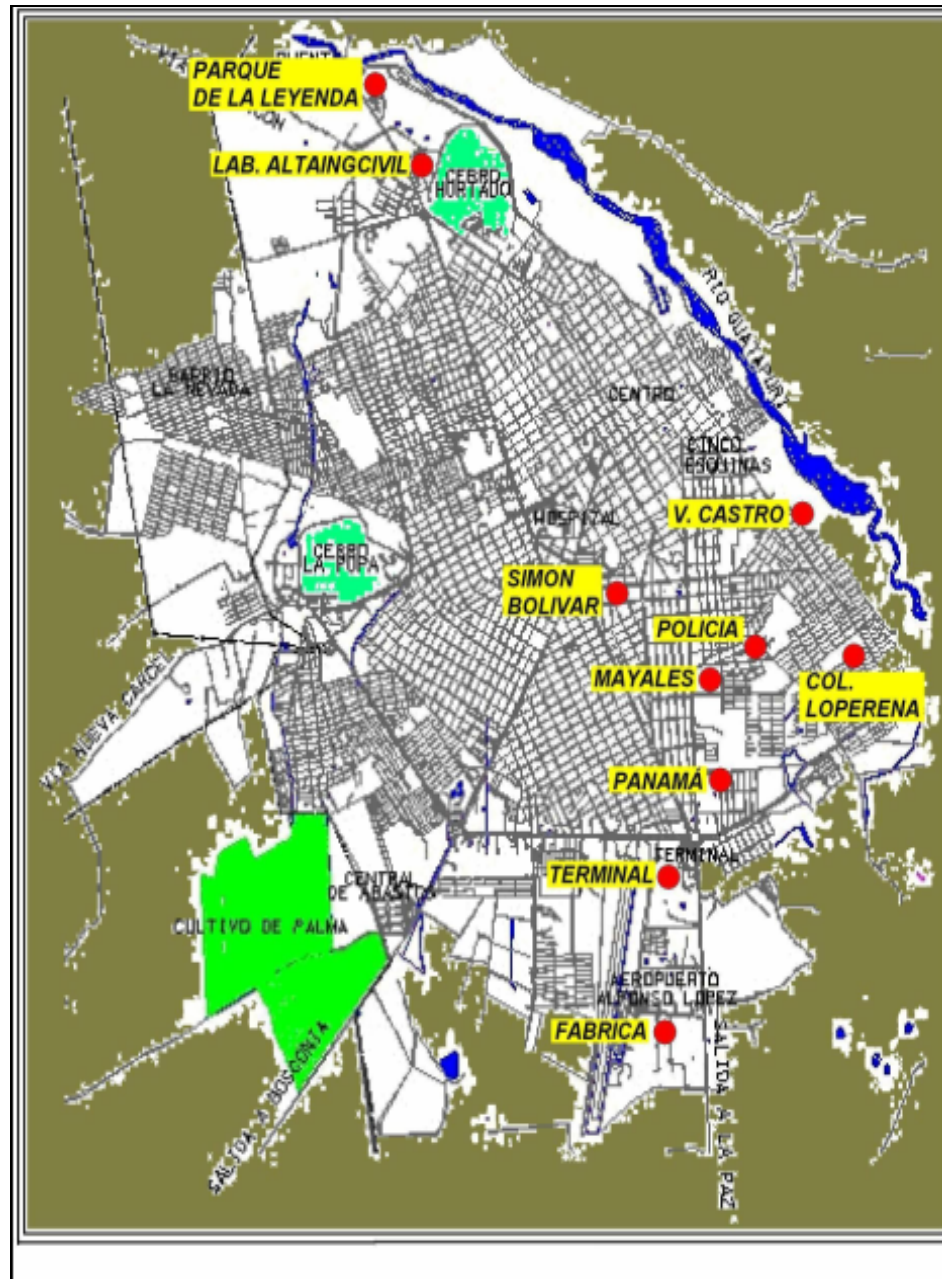 PARQUE
DE LA LEYENDA
LAB. ALTAINGCIVIL
CERRO
HURTADO
RIO GUATAPURI
BARRIO
LA NEVADA
CENTRO
CINCO
ESQUINAS
V. CASTRO
HOSPITAL
CERRO
LA POPA
SIMON
BOLIVAR
POLICIA
MAYALES
COL.
LOPERENA
VIA NUEVA CARCEL
PANAMÁ
TERMINAL
TERMINAL
CENTRAL
DE ABASTOS
CULTIVO DE PALMA
AEROPUERTO
ALFONSO LOPEZ
FABRICA
SALIDA A BOSCONIA
SALIDA A LA PAZ